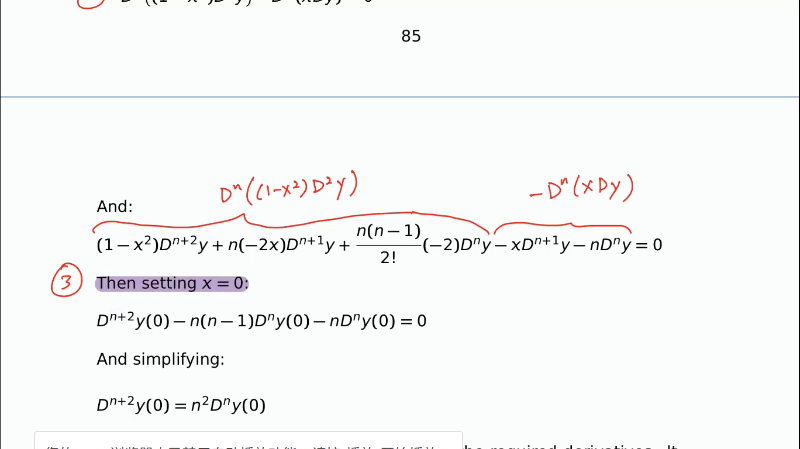 85
Dⁿ((1-x²)D²y)
-Dⁿ(xDy)
And:
(1 − x²)Dⁿ⁺²y + n(−2x)Dⁿ⁺¹y + n(n − 1)/2! (−2)Dⁿy − xDⁿ⁺¹y − nDⁿy = 0
③ Then setting x = 0:
Dⁿ⁺²y(0) − n(n − 1)Dⁿy(0) − nDⁿy(0) = 0
And simplifying:
Dⁿ⁺²y(0) = n²Dⁿy(0)
required derivatives. It